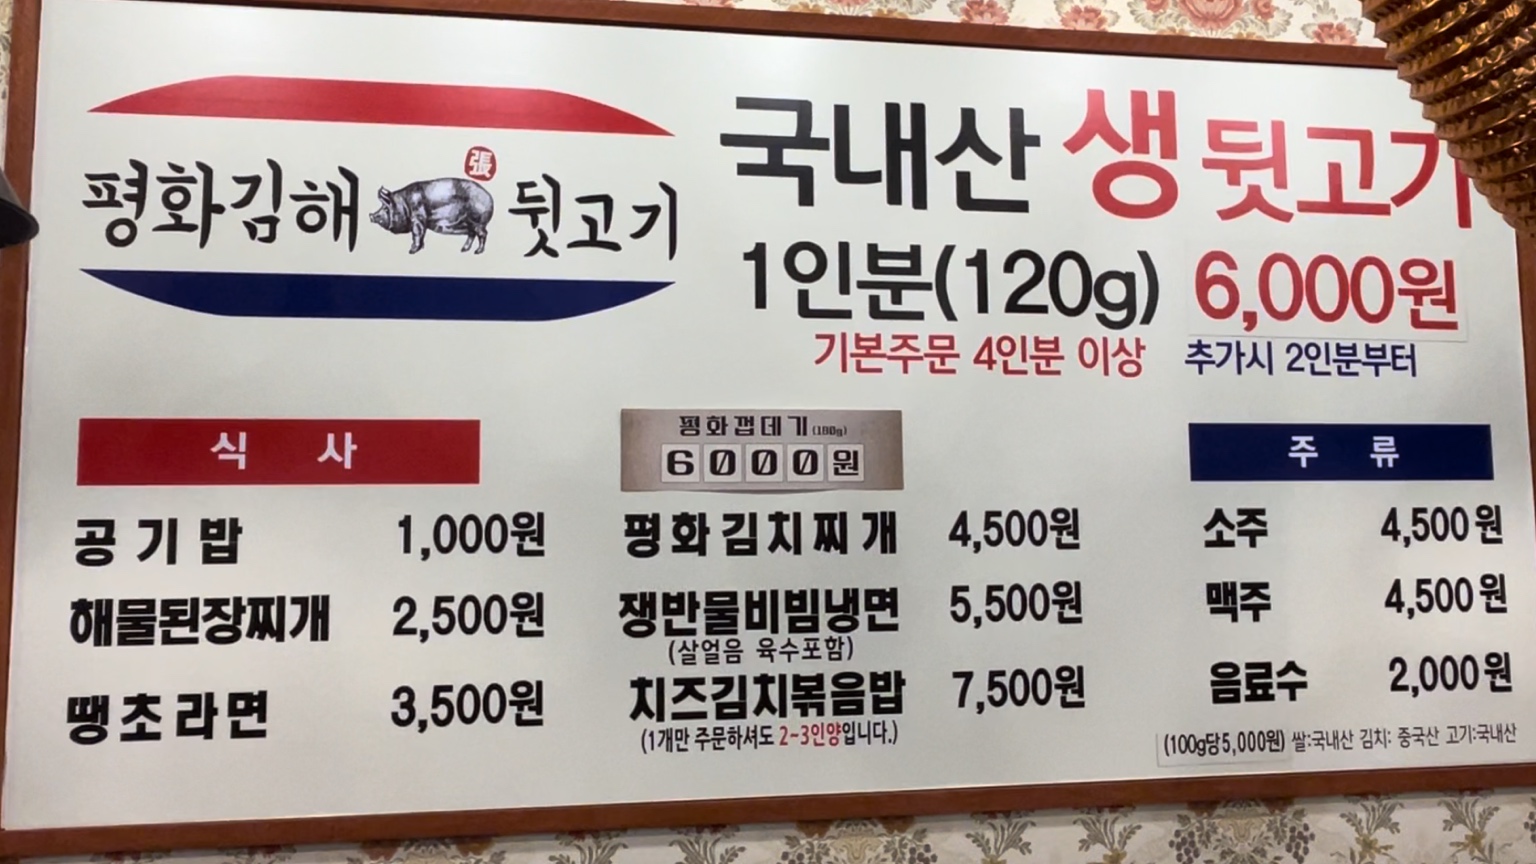 평화김해 張 뒷고기
국내산 생 뒷고기
1인분(120g) 6,000원
기본주문 4인분 이상 추가시 2인분부터
식 사
공기밥 1,000원
해물된장찌개 2,500원
땡초라면 3,500원
평화껍데기(180g)
6000원
평화김치찌개 4,500원
쟁반물비빔냉면 5,500원
(살얼음 육수포함)
치즈김치볶음밥 7,500원
(1개만 주문하셔도 2~3인양입니다.)
주 류
소주 4,500원
맥주 4,500원
음료수 2,000원
(100g당5,000원) 쌀:국내산 김치: 중국산 고기:국내산